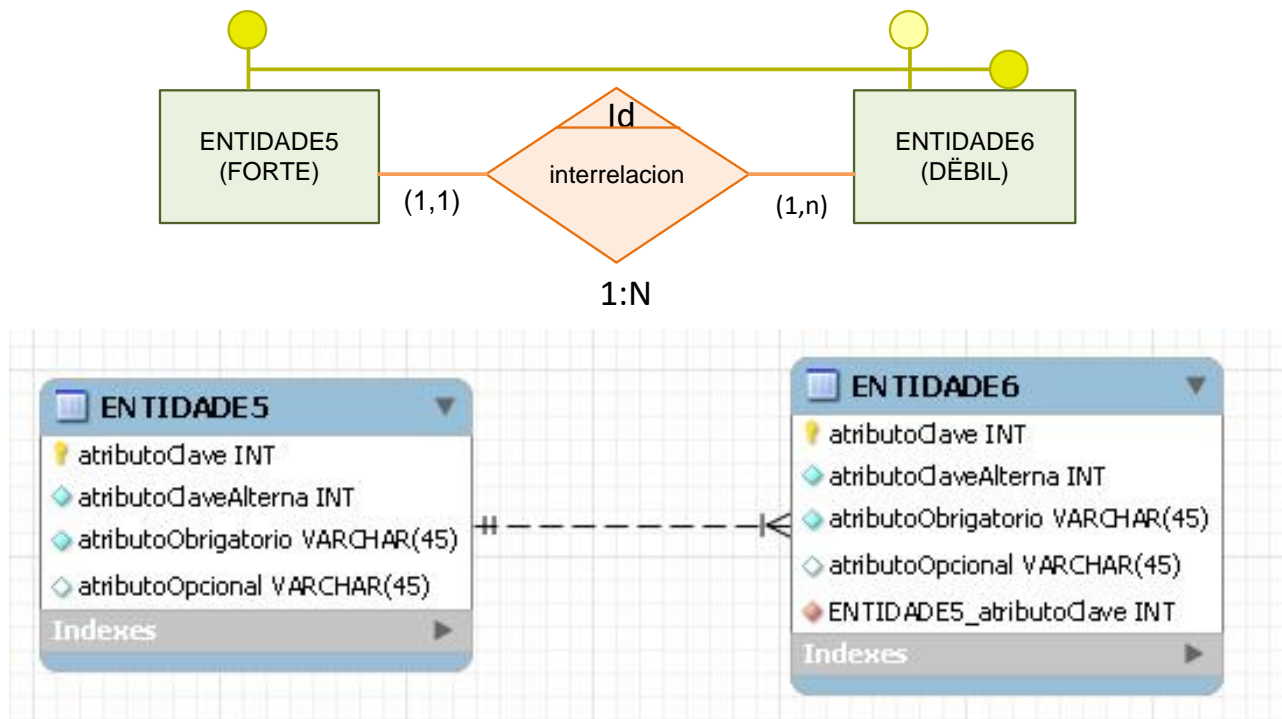 Id
ENTIDADE5
(FORTE)
interrelacion
ENTIDADE6
(DËBIL)
(1,1)
(1,n)
1:N
ENTIDADE5
atributoClave INT
atributoClaveAlterna INT
atributoObrigatorio VARCHAR(45)
atributoOpcional VARCHAR(45)
Indexes
ENTIDADE6
atributoClave INT
atributoClaveAlterna INT
atributoObrigatorio VARCHAR(45)
atributoOpcional VARCHAR(45)
ENTIDADE5_atributoClave INT
Indexes